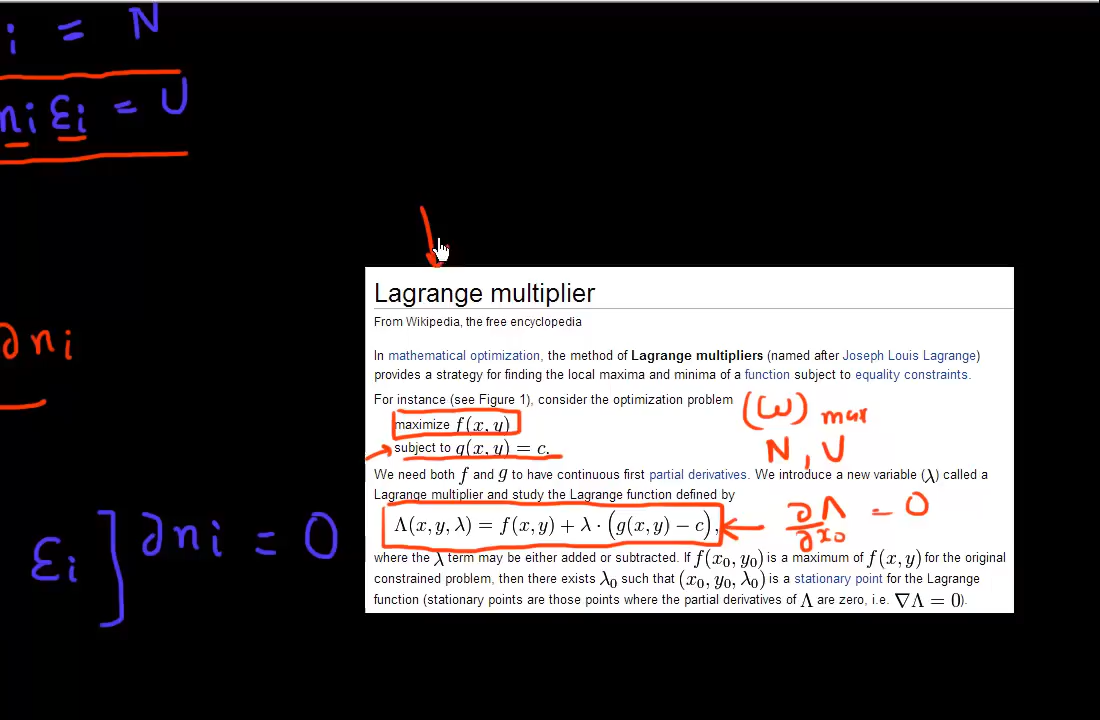 i = N
ni εi = U
∂ni
εi ] ∂ni = 0
Lagrange multiplier
From Wikipedia, the free encyclopedia
In mathematical optimization, the method of Lagrange multipliers (named after Joseph Louis Lagrange)
provides a strategy for finding the local maxima and minima of a function subject to equality constraints.
For instance (see Figure 1), consider the optimization problem
(ω) max
maximize f(x, y)
subject to g(x, y) = c.
N, U
We need both f and g to have continuous first partial derivatives. We introduce a new variable (λ) called a
Lagrange multiplier and study the Lagrange function defined by
Λ(x, y, λ) = f(x, y) + λ · (g(x, y) − c),
∂Λ/∂x0 = 0
where the λ term may be either added or subtracted. If f(x₀, y₀) is a maximum of f(x, y) for the original
constrained problem, then there exists λ₀ such that (x₀, y₀, λ₀) is a stationary point for the Lagrange
function (stationary points are those points where the partial derivatives of Λ are zero, i.e. ∇Λ = 0).